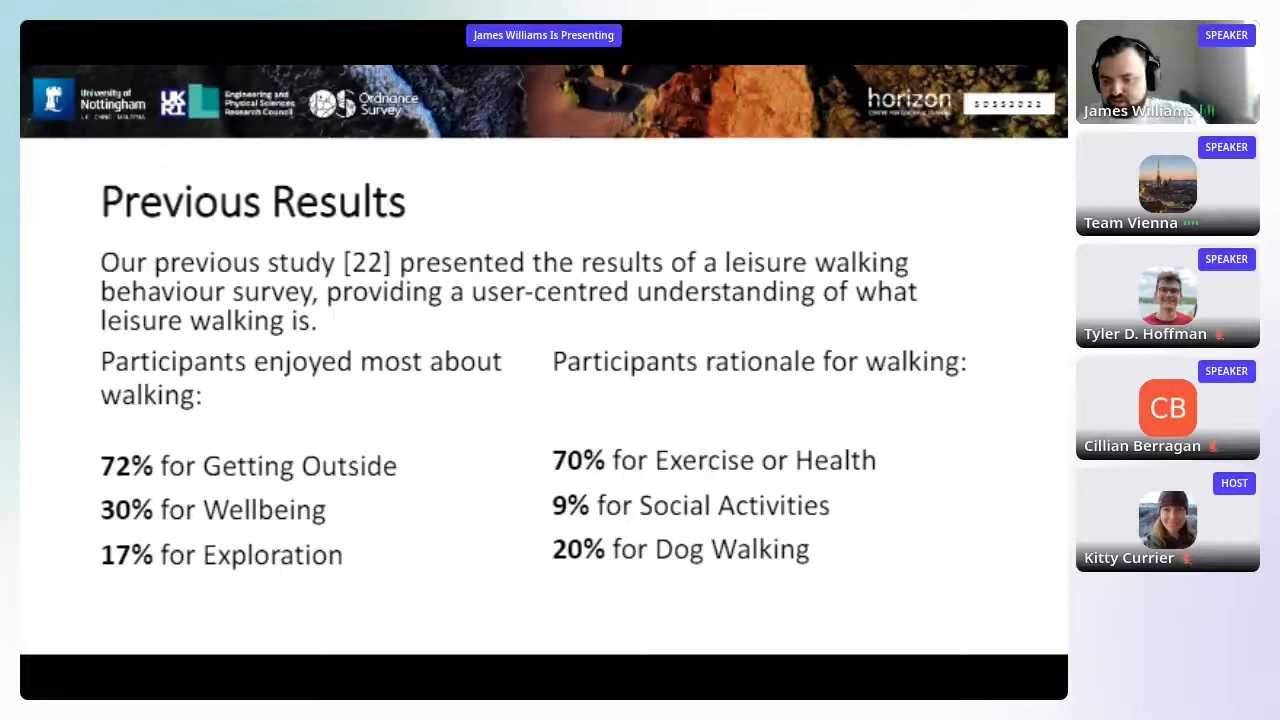 James Williams Is Presenting
University of
Nottingham
UK | CHINA | MALAYSIA
UK
RI
Engineering and
Physical Sciences
Research Council
Ordnance
Survey
horizon
Previous Results
Our previous study [22] presented the results of a leisure walking
behaviour survey, providing a user-centred understanding of what
leisure walking is.
Participants enjoyed most about
walking:
72% for Getting Outside
30% for Wellbeing
17% for Exploration
Participants rationale for walking:
70% for Exercise or Health
9% for Social Activities
20% for Dog Walking
SPEAKER
James Williams
SPEAKER
Team Vienna
SPEAKER
Tyler D. Hoffman
SPEAKER
CB
Cillian Berragan
HOST
Kitty Currier